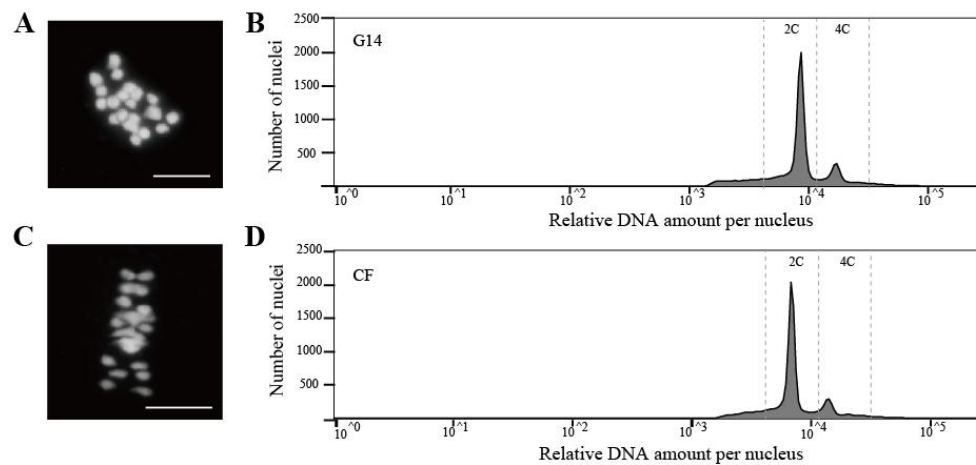 A
B
G14
2C
4C
Number of nuclei
2500
2000
1500
1000
500
10^0
10^1
10^2
10^3
10^4
10^5
Relative DNA amount per nucleus
C
D
CF
2C
4C
Number of nuclei
2500
2000
1500
1000
500
10^0
10^1
10^2
10^3
10^4
10^5
Relative DNA amount per nucleus